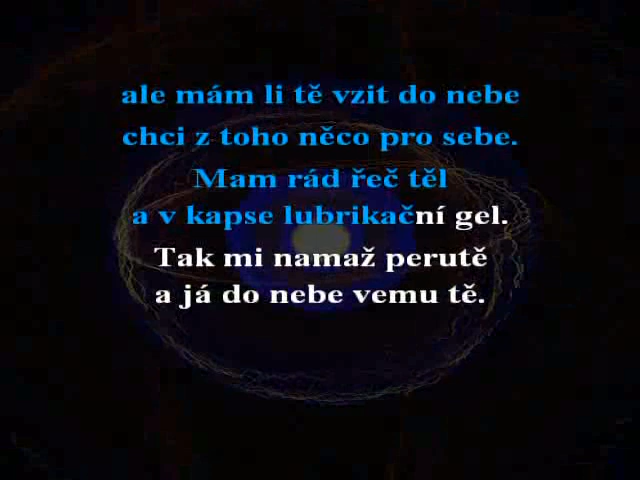 ale mám li tě vzit do nebe
chci z toho něco pro sebe.
Mam rád řeč těl
a v kapse lubrikační gel.
Tak mi namaž perutě
a já do nebe vemu tě.